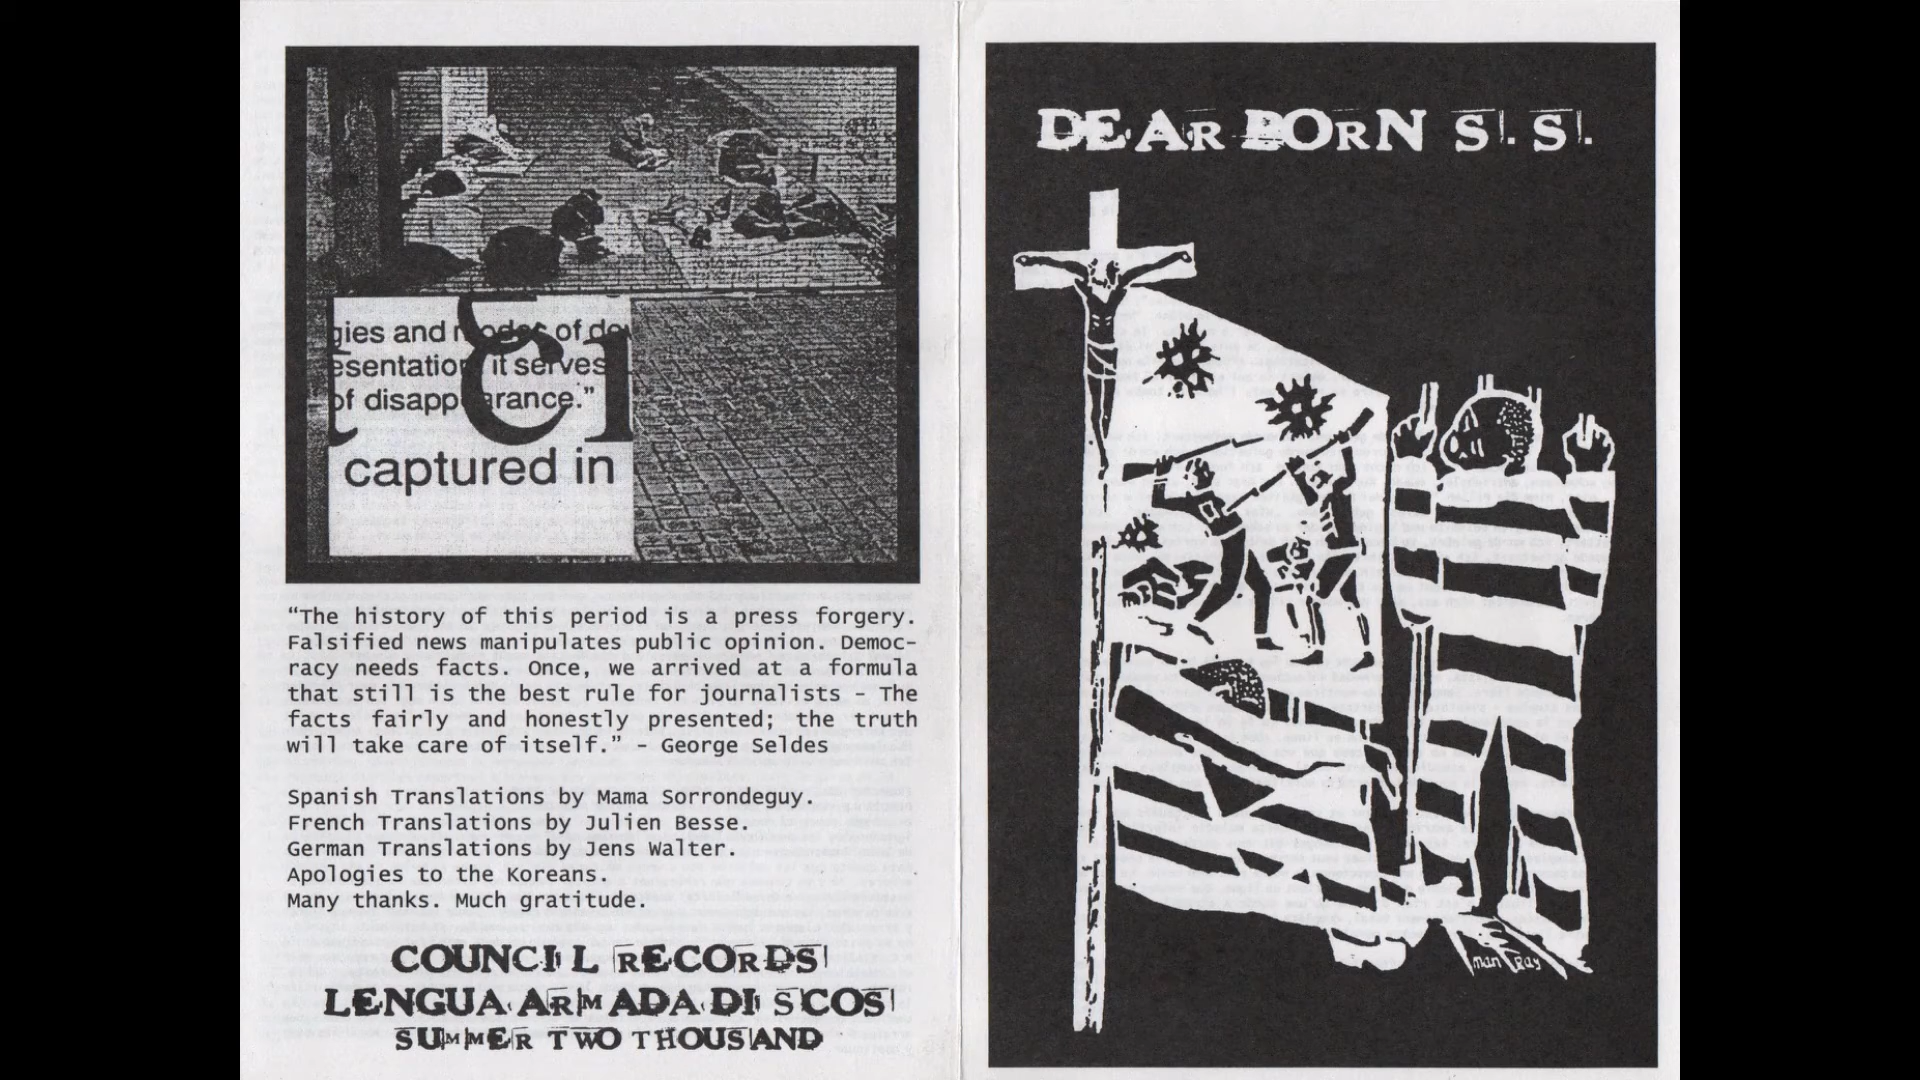 gies and modes of de
esentation, it serves
of disappearance.”
captured in
“The history of this period is a press forgery.
Falsified news manipulates public opinion. Democ-
racy needs facts. Once, we arrived at a formula
that still is the best rule for journalists – The
facts fairly and honestly presented; the truth
will take care of itself.” – George Seldes
Spanish Translations by Mama Sorrondeguy.
French Translations by Julien Besse.
German Translations by Jens Walter.
Apologies to the Koreans.
Many thanks. Much gratitude.
COUNCIL RECORDS
LENGUA ARMADA DISCOS
SUMMER TWO THOUSAND
DEARBORN S.S.
man Ray